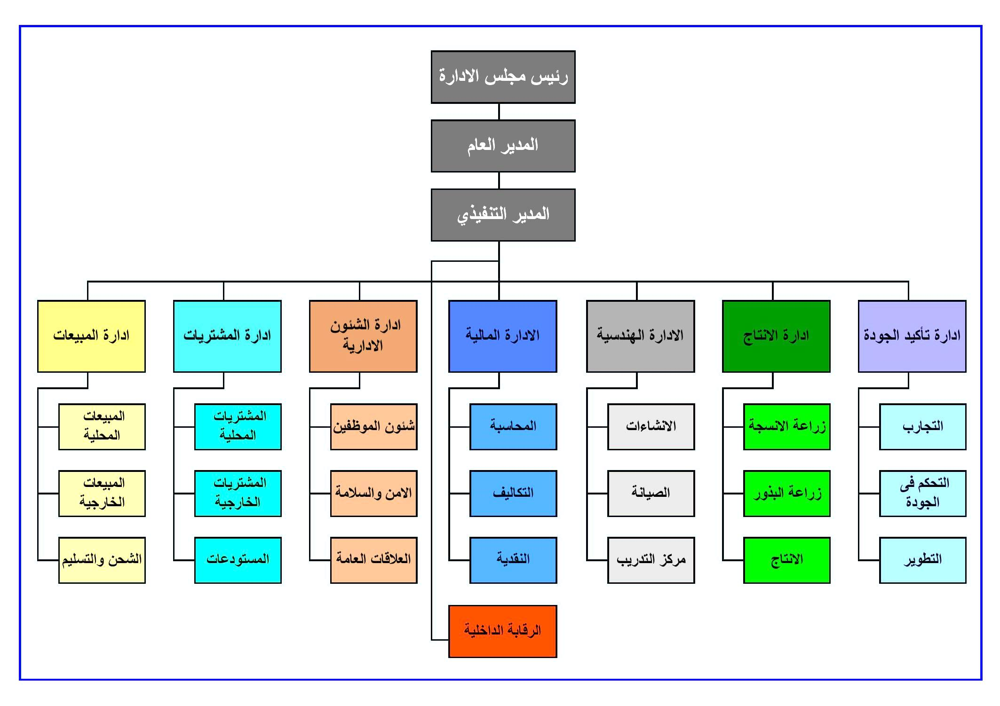 رئيس مجلس الادارة
المدير العام
المدير التنفيذي
ادارة تأكيد الجودة
ادارة الانتاج
الادارة الهندسية
الادارة المالية
ادارة الشئون
الادارية
ادارة المشتريات
ادارة المبيعات
التجارب
زراعة الانسجة
الانشاءات
المحاسبة
شئون الموظفين
المشتريات
المحلية
المبيعات
المحلية
التحكم فى
الجودة
زراعة البذور
الصيانة
التكاليف
الامن والسلامة
المشتريات
الخارجية
المبيعات
الخارجية
التطوير
الانتاج
مركز التدريب
النقدية
العلاقات العامة
المستودعات
الشحن والتسليم
الرقابة الداخلية